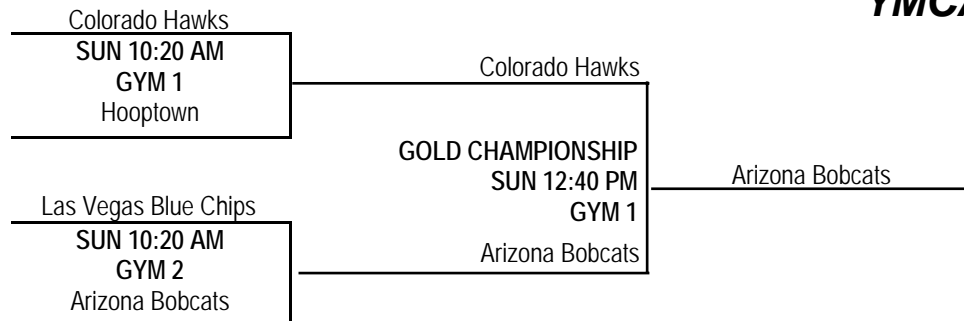 YMCA
Colorado Hawks
SUN 10:20 AM
GYM 1
Hooptown
Colorado Hawks
GOLD CHAMPIONSHIP
SUN 12:40 PM
GYM 1
Arizona Bobcats
Arizona Bobcats
Las Vegas Blue Chips
SUN 10:20 AM
GYM 2
Arizona Bobcats